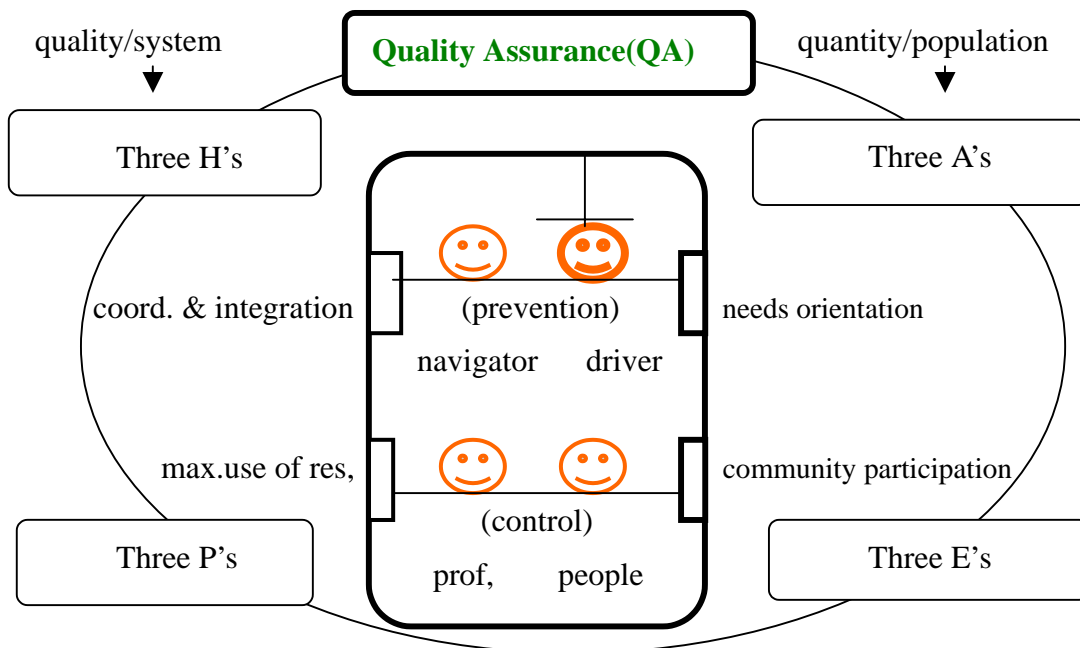 quality/system
Quality Assurance(QA)
quantity/population
Three H's
Three A's
coord. & integration
(prevention)
needs orientation
navigator driver
max.use of res,
community participation
(control)
Three P’s
Three E’s
prof, people